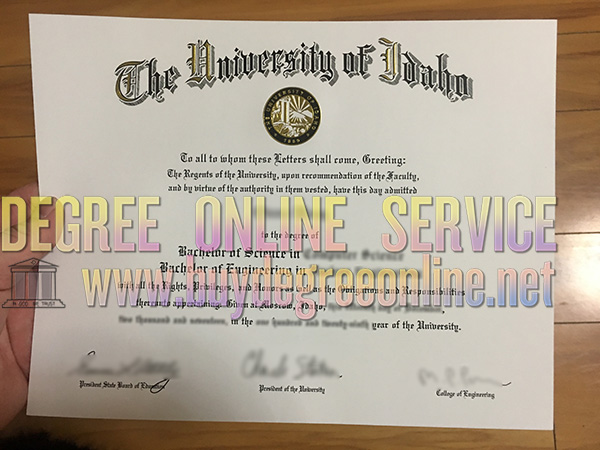 The University of Idaho
To all to whom these Letters shall come, Greeting:
The Regents of the University, upon recommendation of the Faculty,
and by virtue of the authority in them vested, have this day admitted
DEGREE ONLINE SERVICE
to the degree of
Bachelor of Science in Computer Science
Bachelor of Engineering in
www.buydegreeonline.net
with all the Rights, Privileges, and Honors as well as the Obligations and Responsibilities
thereunto appertaining. Given at Moscow, Idaho,
two thousand and seventeen, in the one hundred and twenty-ninth year of the University.
President State Board of Education
President of the University
College of Engineering